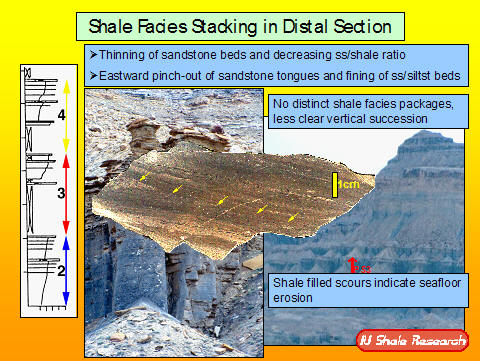 Shale Facies Stacking in Distal Section
➢Thinning of sandstone beds and decreasing ss/shale ratio
➢Eastward pinch-out of sandstone tongues and fining of ss/siltst beds
No distinct shale facies packages,
less clear vertical succession
1cm
4
3
2
Shale filled scours indicate seafloor
erosion
IU Shale Research